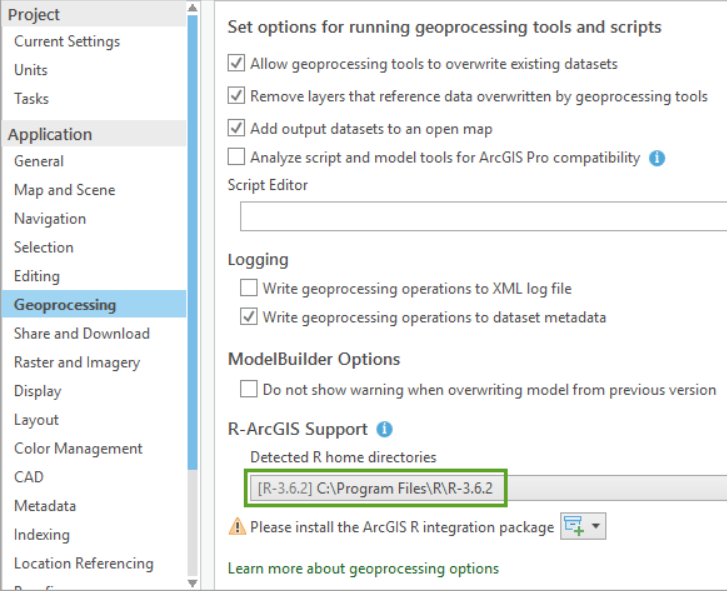 Project
Current Settings
Units
Tasks
Application
General
Map and Scene
Navigation
Selection
Editing
Geoprocessing
Share and Download
Raster and Imagery
Display
Layout
Color Management
CAD
Metadata
Indexing
Location Referencing
Set options for running geoprocessing tools and scripts
Allow geoprocessing tools to overwrite existing datasets
Remove layers that reference data overwritten by geoprocessing tools
Add output datasets to an open map
Analyze script and model tools for ArcGIS Pro compatibility
Script Editor
Logging
Write geoprocessing operations to XML log file
Write geoprocessing operations to dataset metadata
ModelBuilder Options
Do not show warning when overwriting model from previous version
R-ArcGIS Support
Detected R home directories
[R-3.6.2] C:\Program Files\R\R-3.6.2
Please install the ArcGIS R integration package
Learn more about geoprocessing options